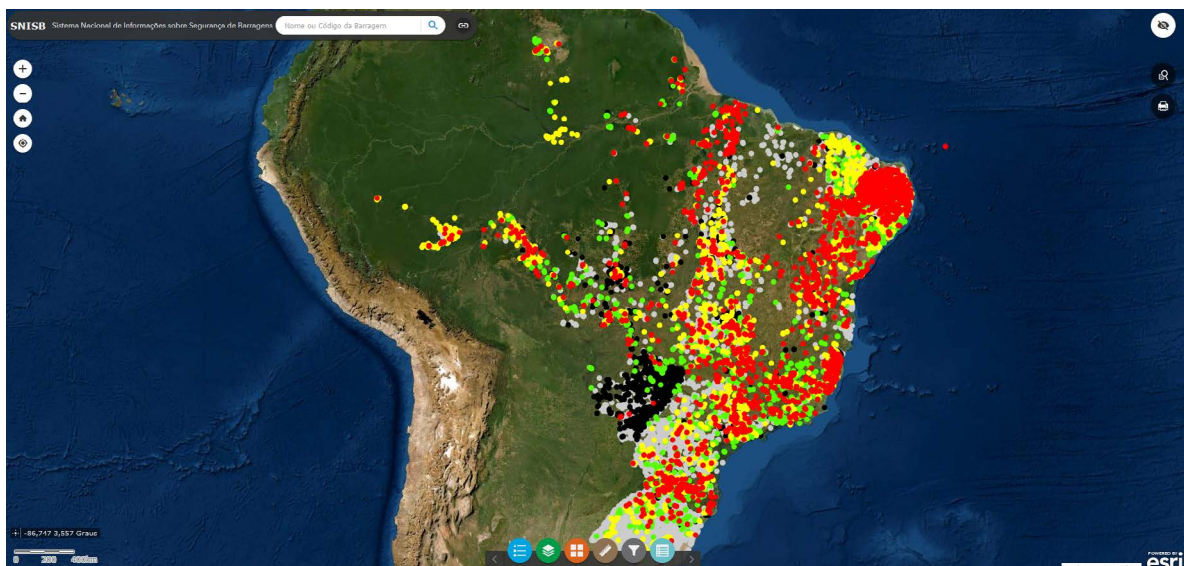 SNISB Sistema Nacional de Informações sobre Segurança de Barragens
Nome ou Código da Barragem
-86,747 3,557 Graus
0 200 400km
POWERED BY
esri